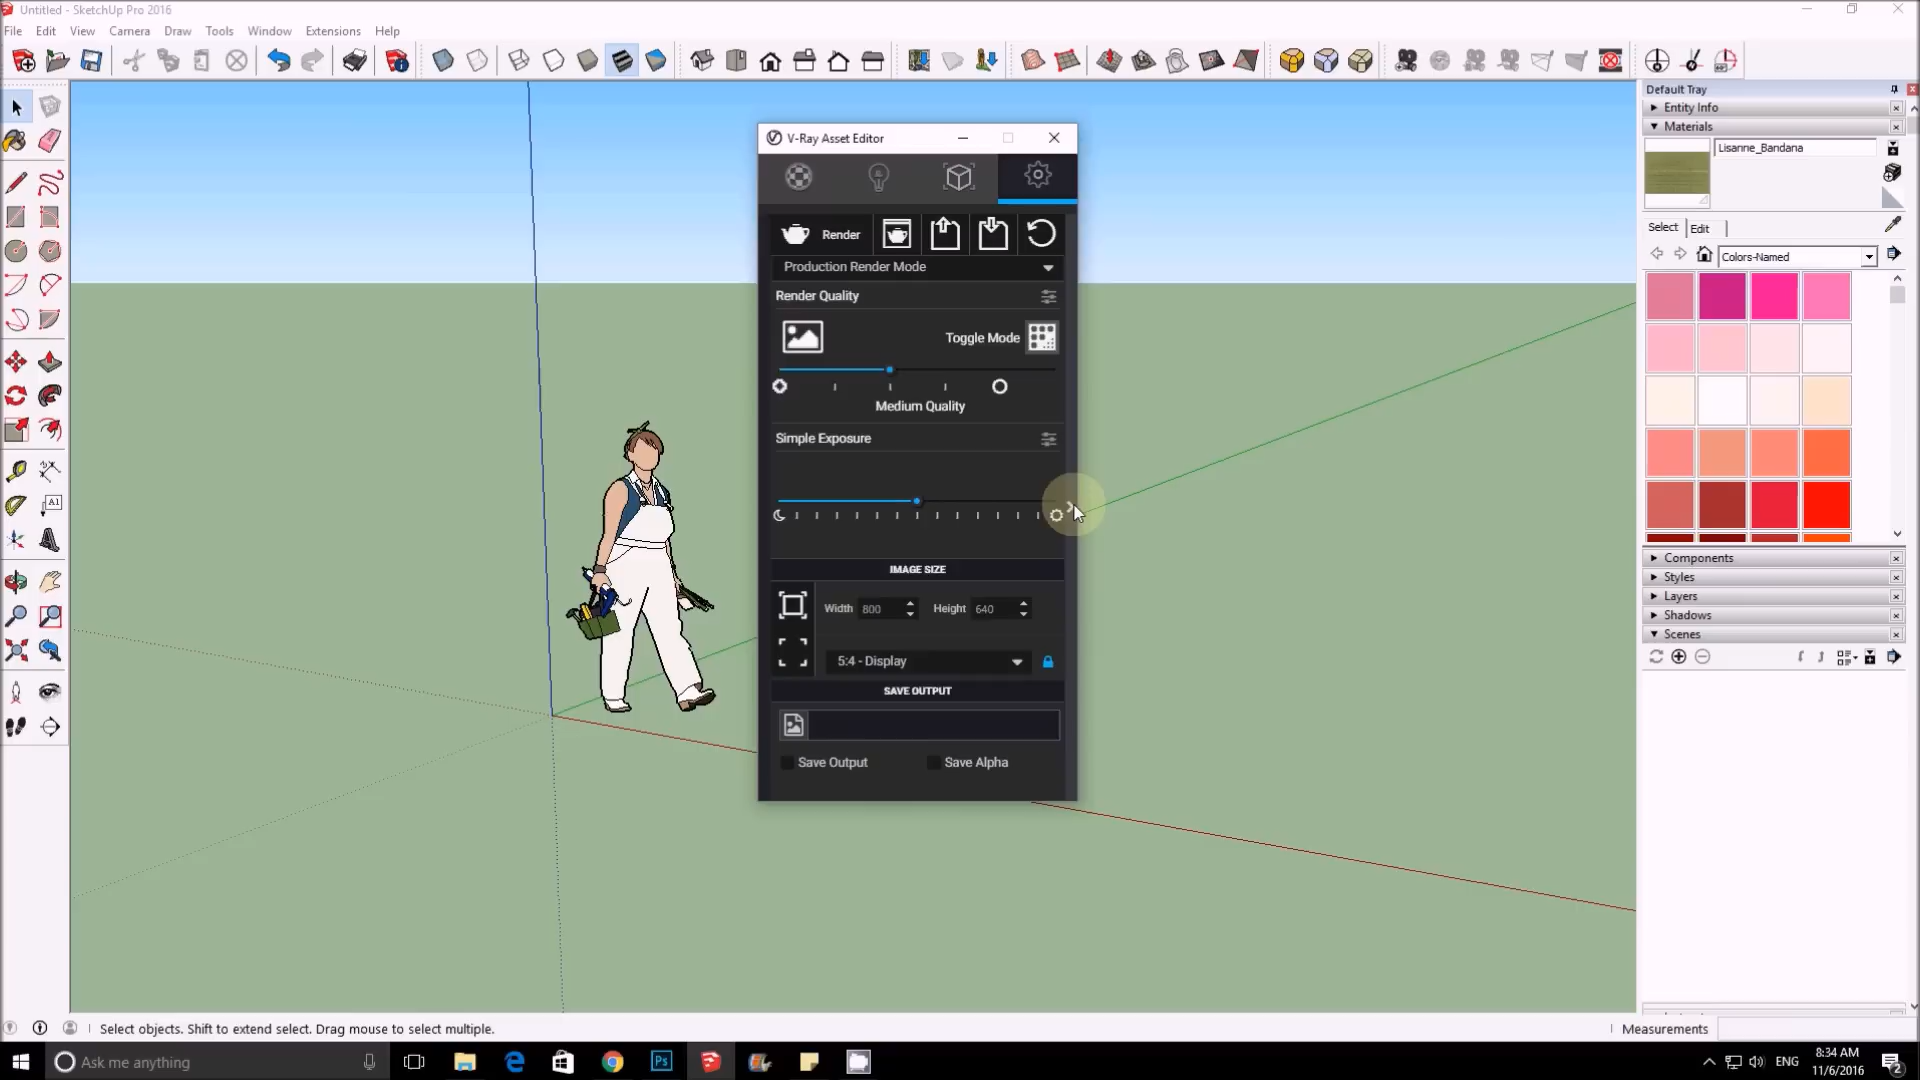 Untitled - SketchUp Pro 2016
File Edit View Camera Draw Tools Window Extensions Help
Default Tray
Entity Info
Materials
Lisanne_Bandana
Select Edit
Colors-Named
Components
Styles
Layers
Shadows
Scenes
V-Ray Asset Editor
Render
Production Render Mode
Render Quality
Toggle Mode
Medium Quality
Simple Exposure
IMAGE SIZE
Width 800 Height 640
5:4 - Display
SAVE OUTPUT
Save Output Save Alpha
A1
Select objects. Shift to extend select. Drag mouse to select multiple.
Measurements
Ask me anything
Ps
ENG
8:34 AM
11/6/2016
2